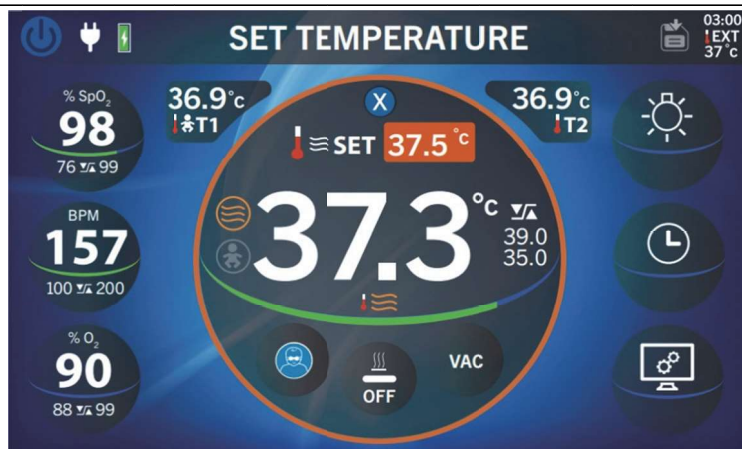 SET TEMPERATURE
03:00
EXT
37 °c
% SpO₂
98
76 99
36.9°c
T1
X
36.9°c
T2
SET 37.5 °c
BPM
157
100 200
37.3 °c
39.0
35.0
% O₂
90
88 99
OFF
VAC